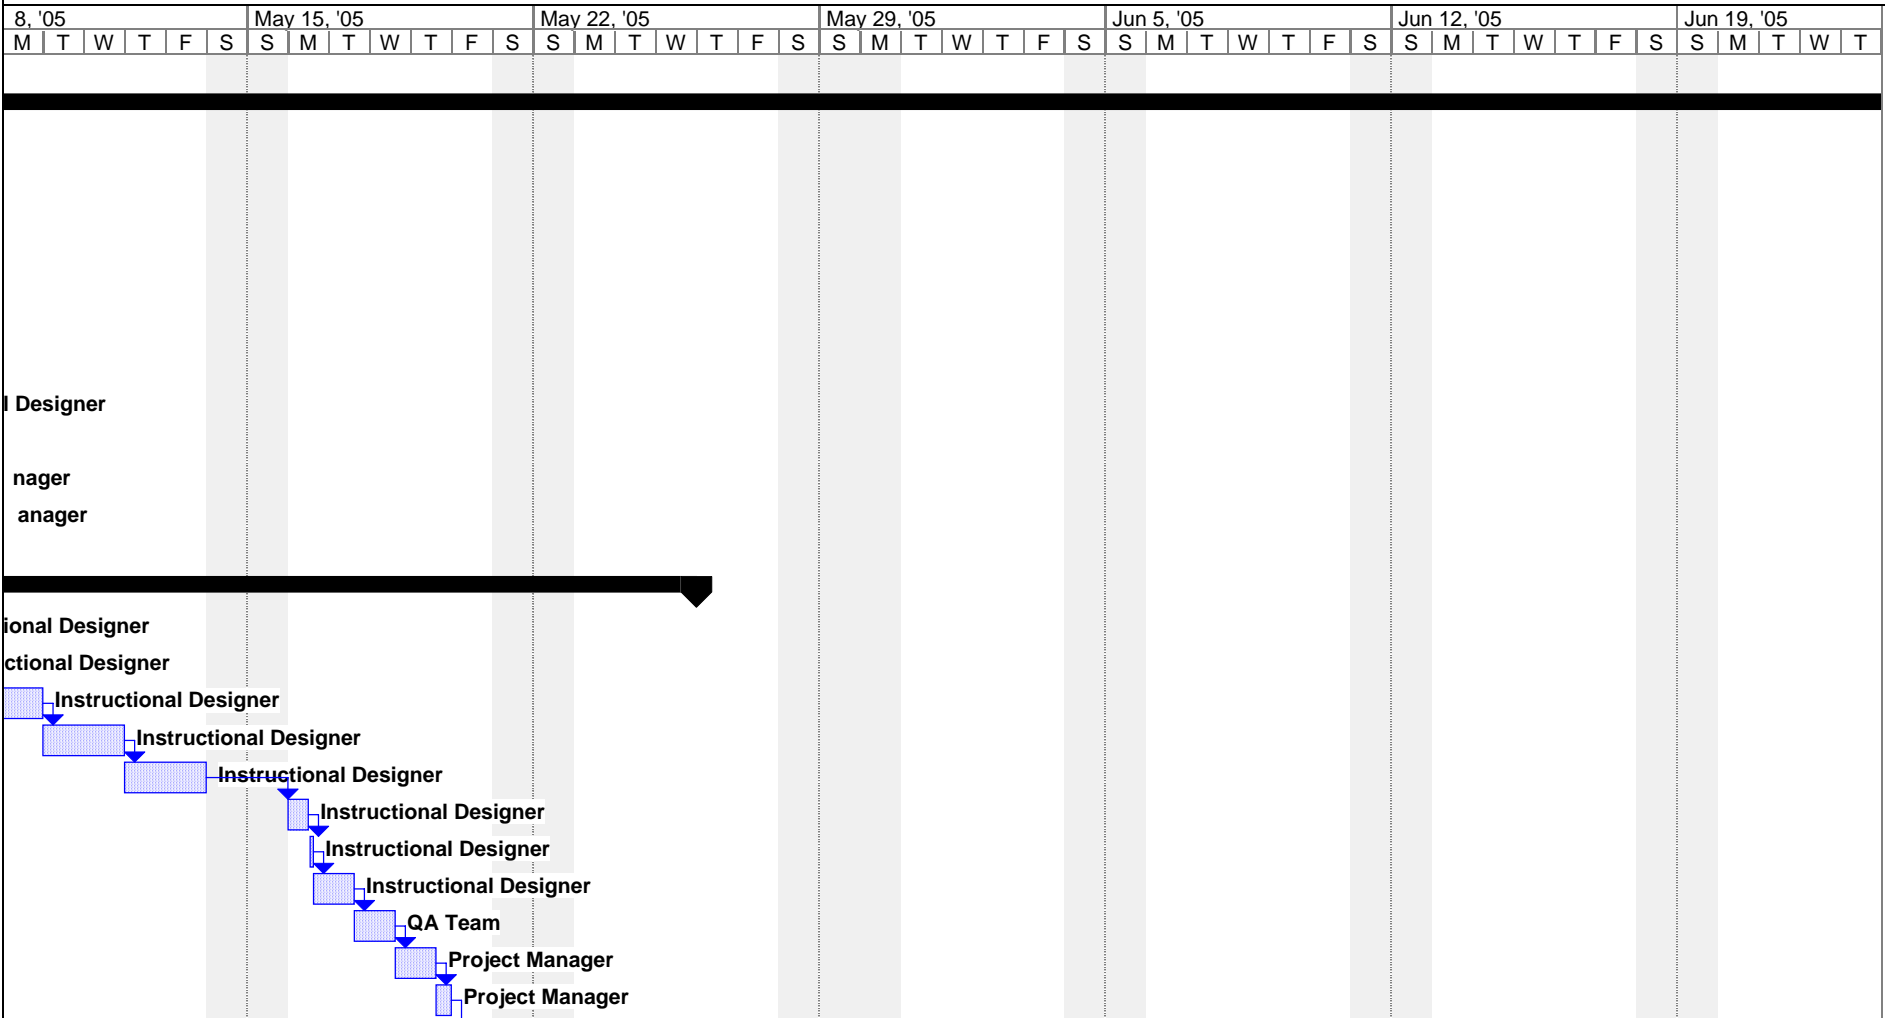 8, '05 May 15, '05 May 22, '05 May 29, '05 Jun 5, '05 Jun 12, '05 Jun 19, '05
M T W T F S S M T W T F S S M T W T F S S M T W T F S S M T W T F S S M T W T F S S M T W T
l Designer
nager
anager
ional Designer
ctional Designer
Instructional Designer
Instructional Designer
Instructional Designer
Instructional Designer
Instructional Designer
Instructional Designer
QA Team
Project Manager
Project Manager